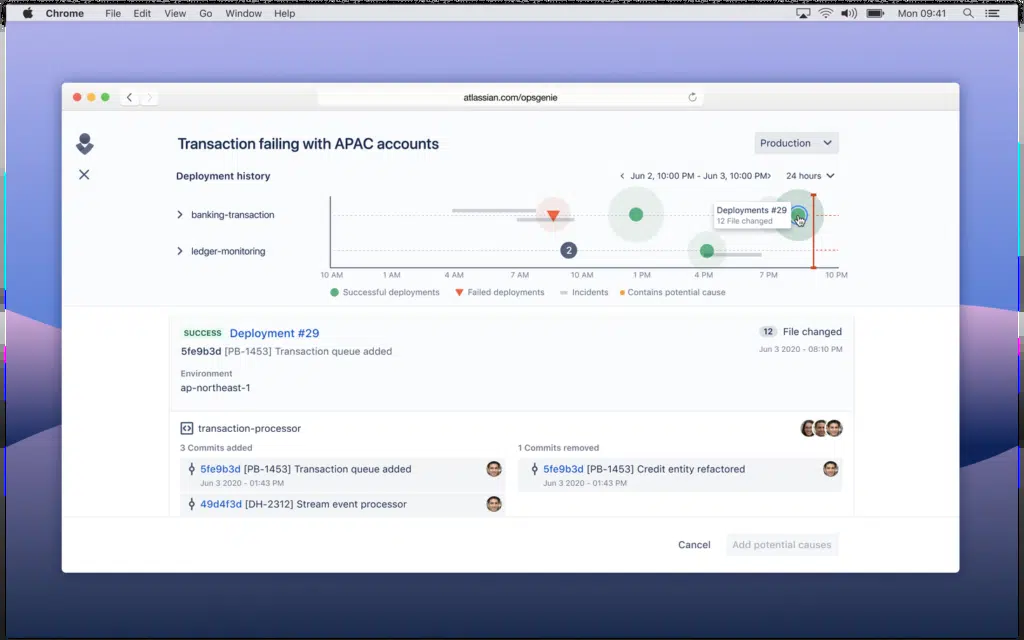 Chrome File Edit View Go Window Help Mon 09:41
atlassian.com/opsgenie
Transaction failing with APAC accounts
Production
Deployment history
Jun 2, 10:00 PM - Jun 3, 10:00 PM
24 hours
banking-transaction
Deployments #29
12 File changed
ledger-monitoring
2
10 AM 1 AM 4 AM 7 AM 10 AM 1 PM 4 PM 7 PM 10 PM
Successful deployments Failed deployments Incidents Contains potential cause
SUCCESS Deployment #29
12 File changed
5fe9b3d [PB-1453] Transaction queue added
Jun 3 2020 - 08:10 PM
Environment
ap-northeast-1
transaction-processor
3 Commits added
1 Commits removed
5fe9b3d [PB-1453] Transaction queue added
Jun 3 2020 - 01:43 PM
5fe9b3d [PB-1453] Credit entity refactored
Jun 3 2020 - 01:43 PM
49d4f3d [DH-2312] Stream event processor
Cancel
Add potential causes